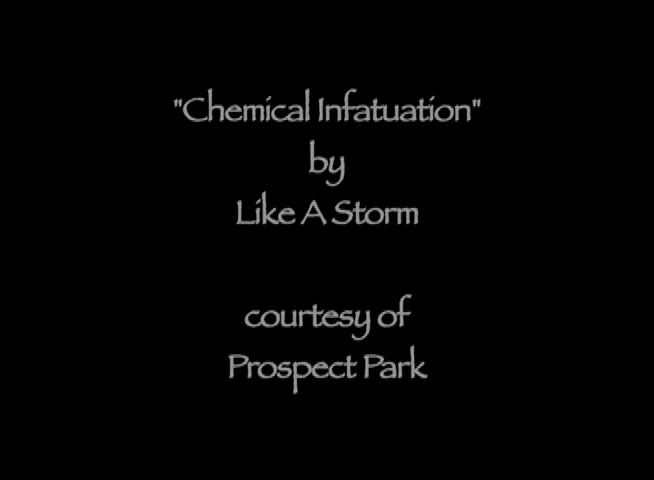 "Chemical Infatuation"
by
Like A Storm
courtesy of
Prospect Park